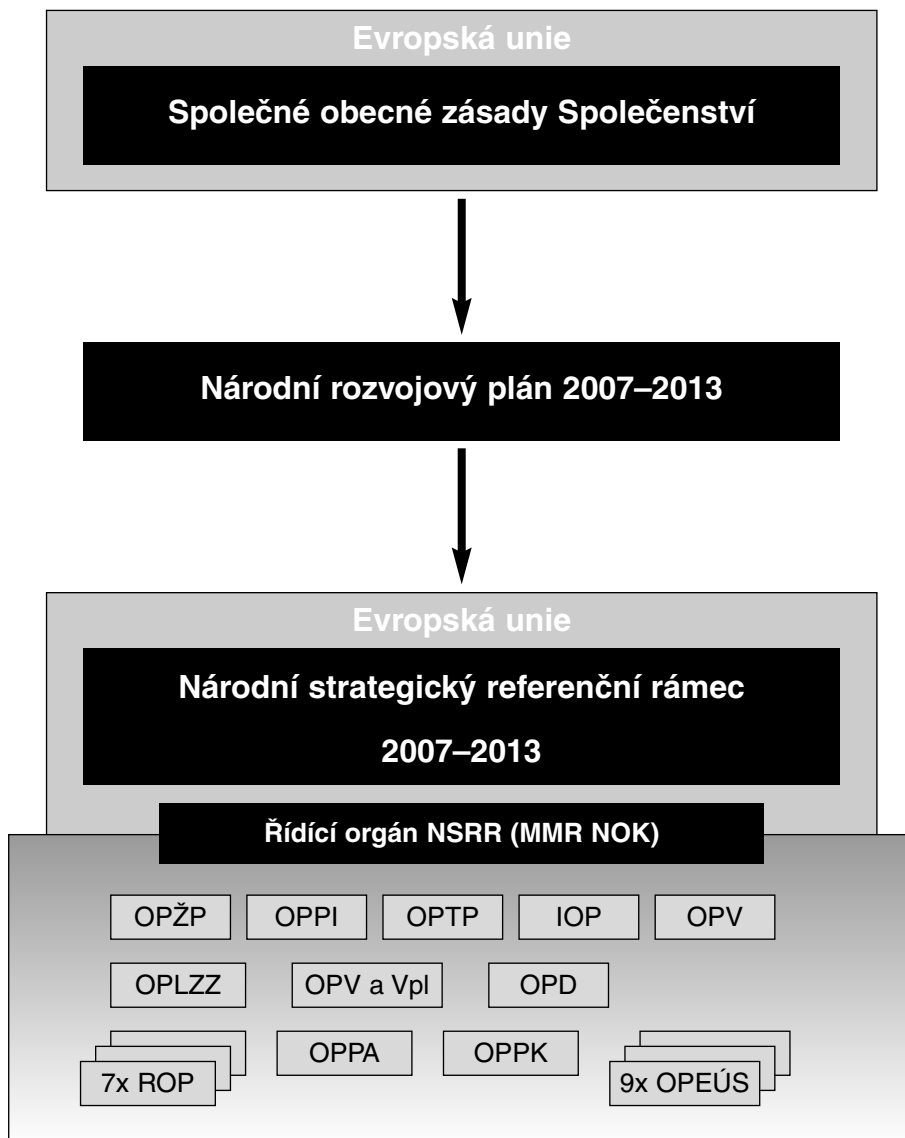 Evropská unie
Společné obecné zásady Společenství
Národní rozvojový plán 2007–2013
Evropská unie
Národní strategický referenční rámec
2007–2013
Řídící orgán NSRR (MMR NOK)
OPŽP OPPI OPTP IOP OPV
OPLZZ OPV a Vpl OPD
OPPA OPPK
7x ROP 9x OPEÚS